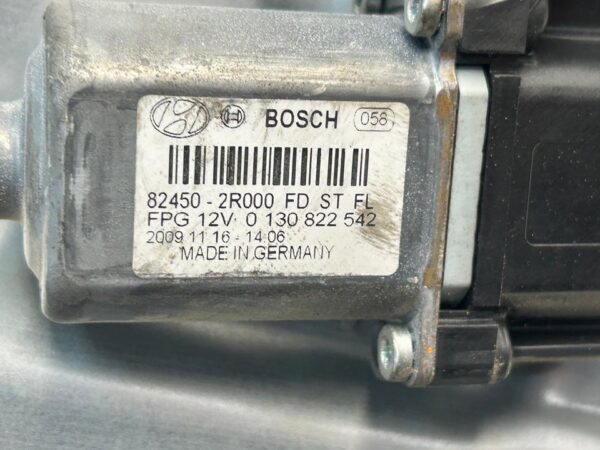 BOSCH 058
82450 - 2R000 FD ST FL
FPG 12V 0 130 822 542
2009 11 16 - 14:06
MADE IN GERMANY